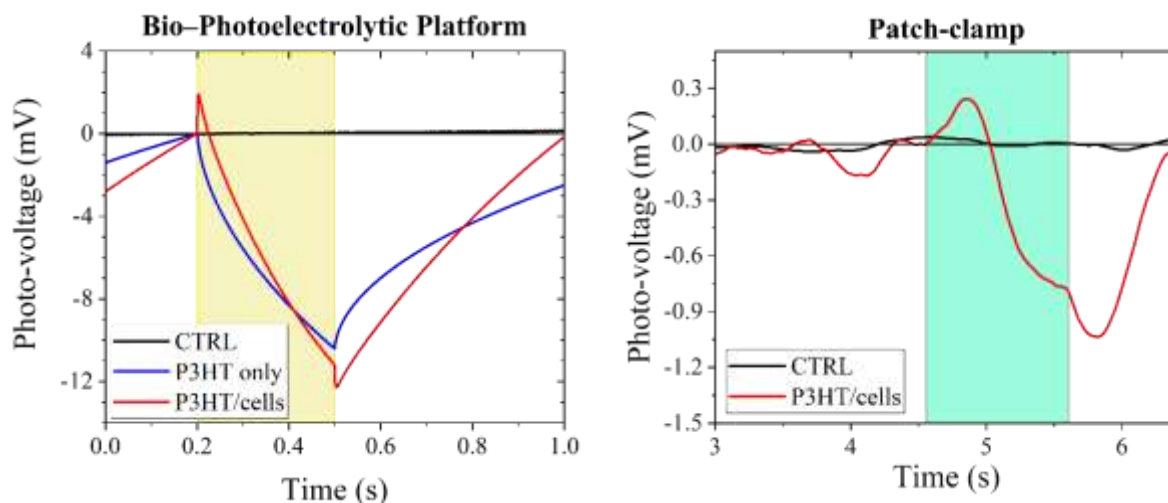 Bio–Photoelectrolytic Platform
Photo-voltage (mV)
4
0
-4
-8
-12
CTRL
P3HT only
P3HT/cells
0.0 0.2 0.4 0.6 0.8 1.0
Time (s)
Patch-clamp
Photo-voltage (mV)
0.3
0.0
-0.3
-0.6
-0.9
-1.2
-1.5
CTRL
P3HT/cells
3 4 5 6
Time (s)